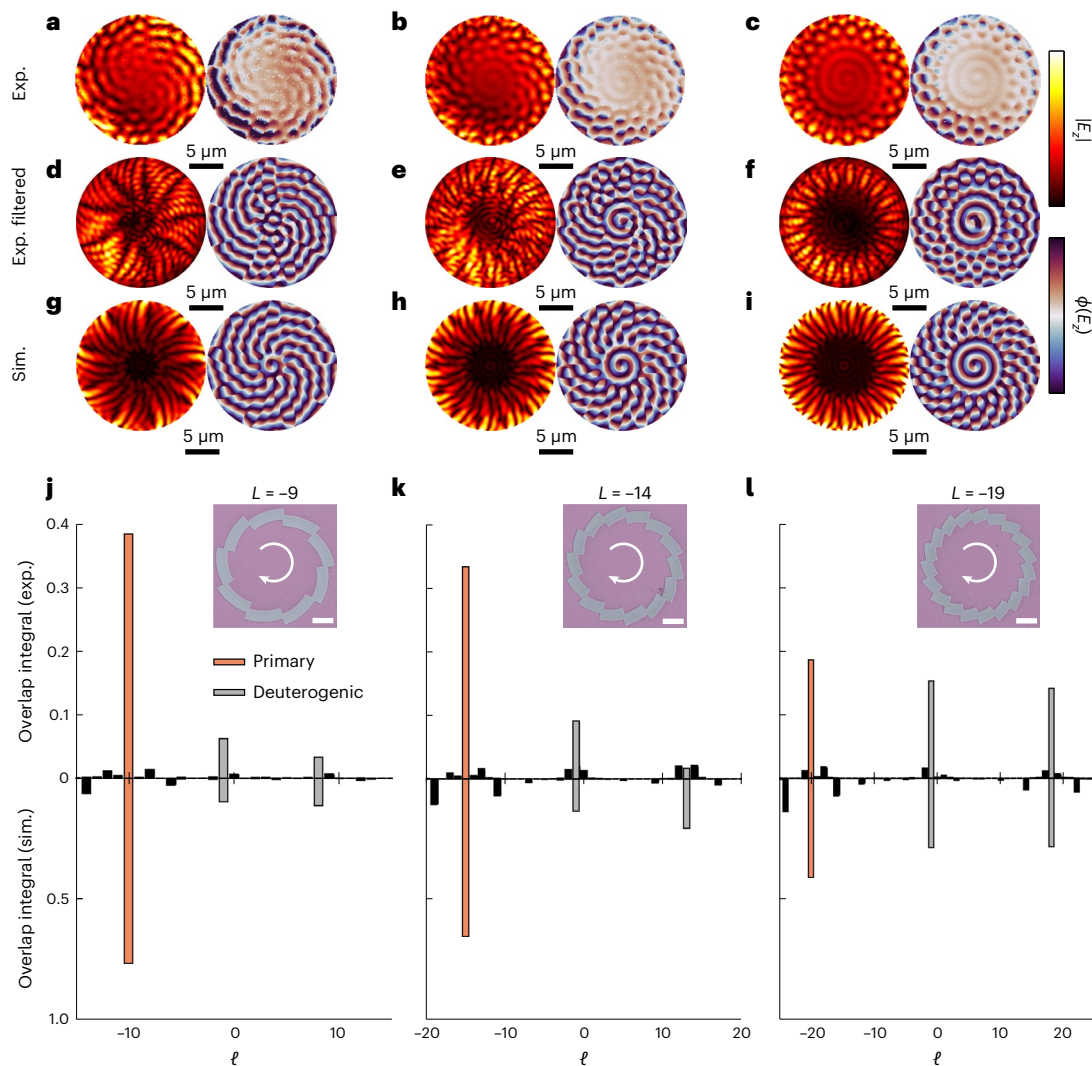 a b c
Exp.
5 µm 5 µm 5 µm
|E_z|
d e f
Exp. filtered
5 µm 5 µm 5 µm
ϕ(E_z)
g h i
Sim.
5 µm 5 µm 5 µm
j k l
L = –9 L = –14 L = –19
0.4
0.3
0.2
0.1
0
0.5
1.0
Overlap integral (exp.)
Overlap integral (sim.)
Primary
Deuterogenic
–10 0 10
–20 –10 0 10 20
–20 –10 0 10 20
ℓ ℓ ℓ